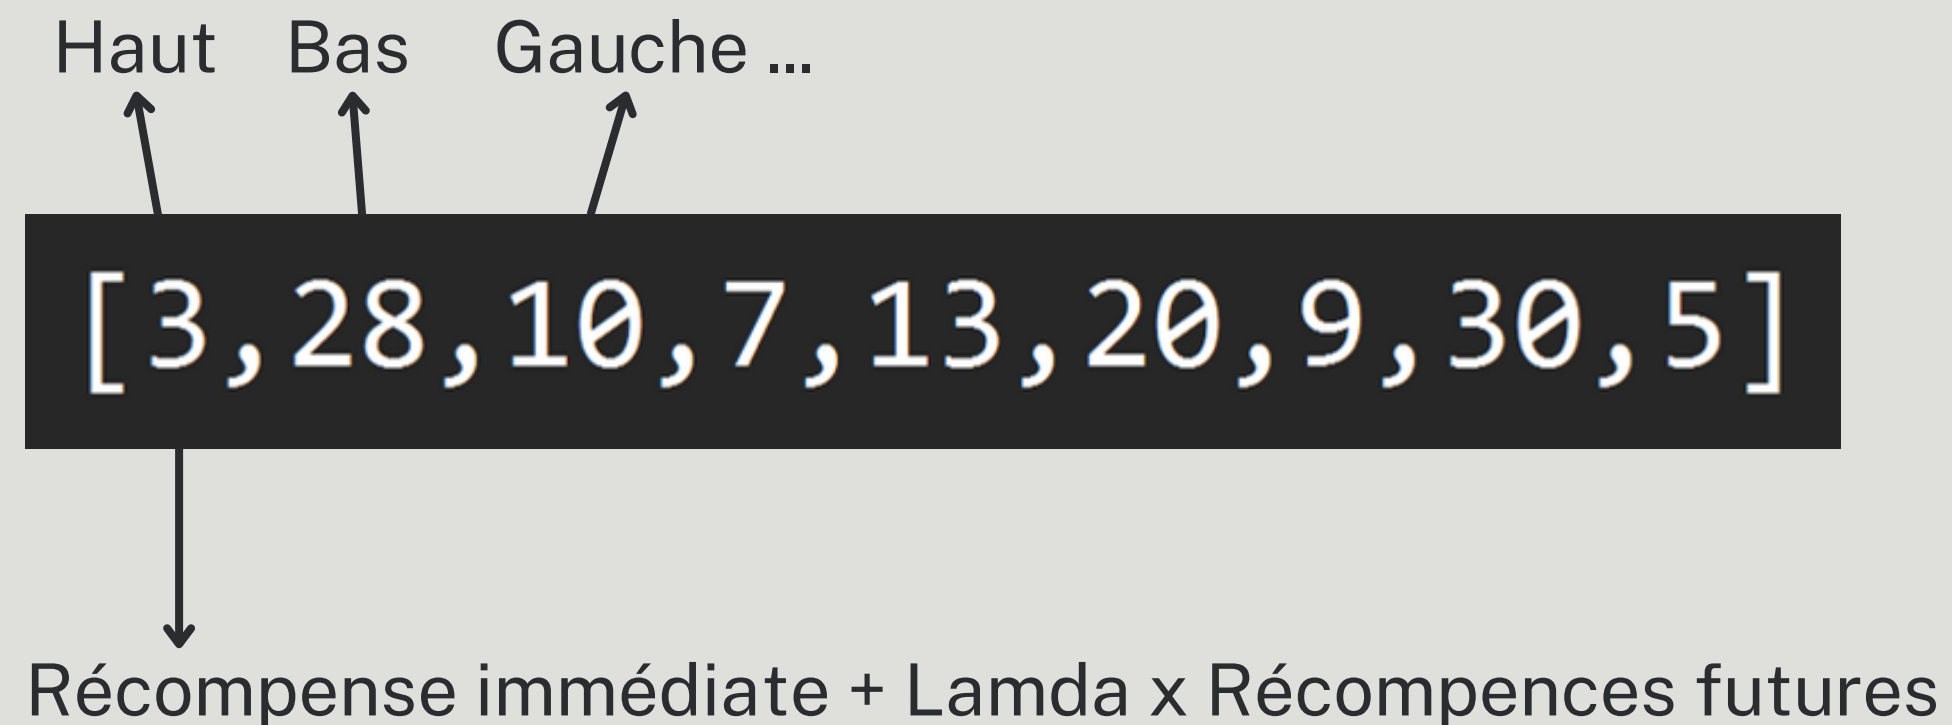 Haut Bas Gauche ...
[3,28,10,7,13,20,9,30,5]
Récompense immédiate + Lamda x Récompences futures